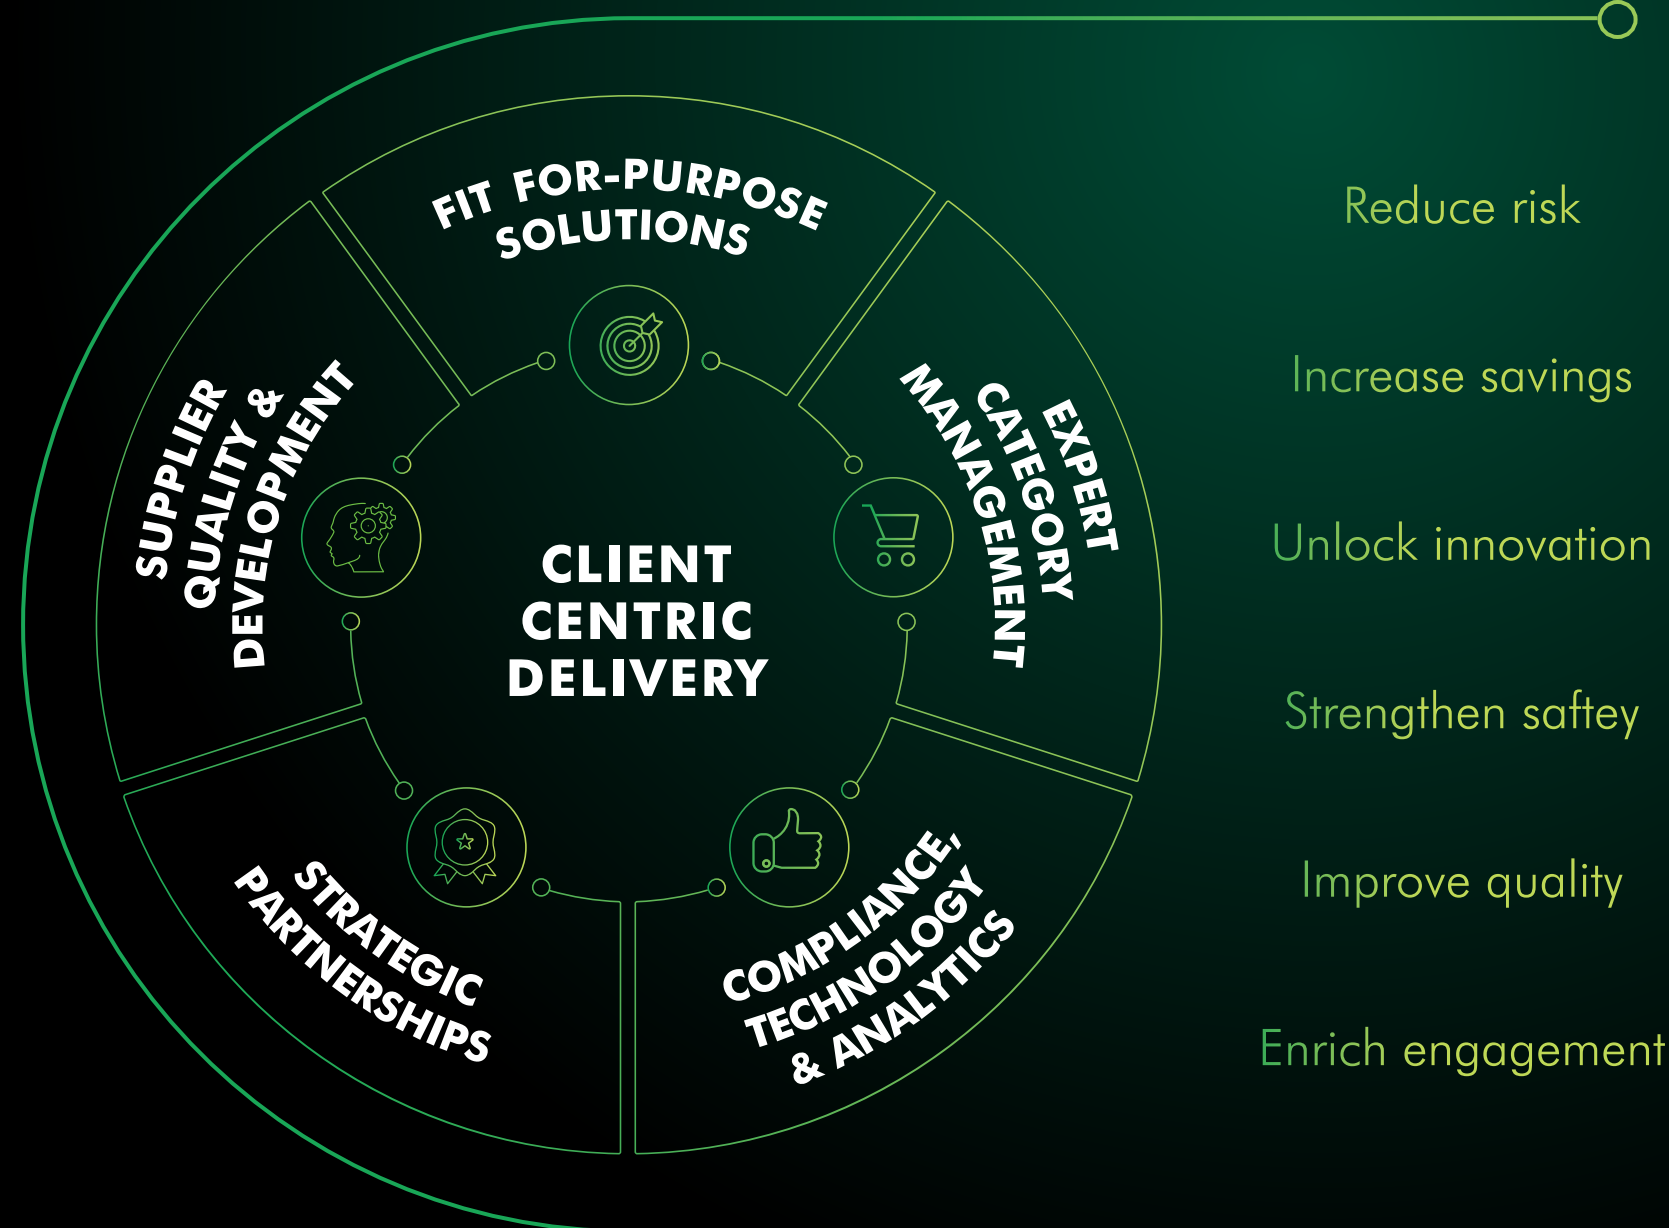 FIT FOR-PURPOSE
SOLUTIONS
EXPERT
CATEGORY
MANAGEMENT
COMPLIANCE,
TECHNOLOGY
& ANALYTICS
STRATEGIC
PARTNERSHIPS
SUPPLIER
QUALITY &
DEVELOPMENT
CLIENT
CENTRIC
DELIVERY
Reduce risk
Increase savings
Unlock innovation
Strengthen saftey
Improve quality
Enrich engagement